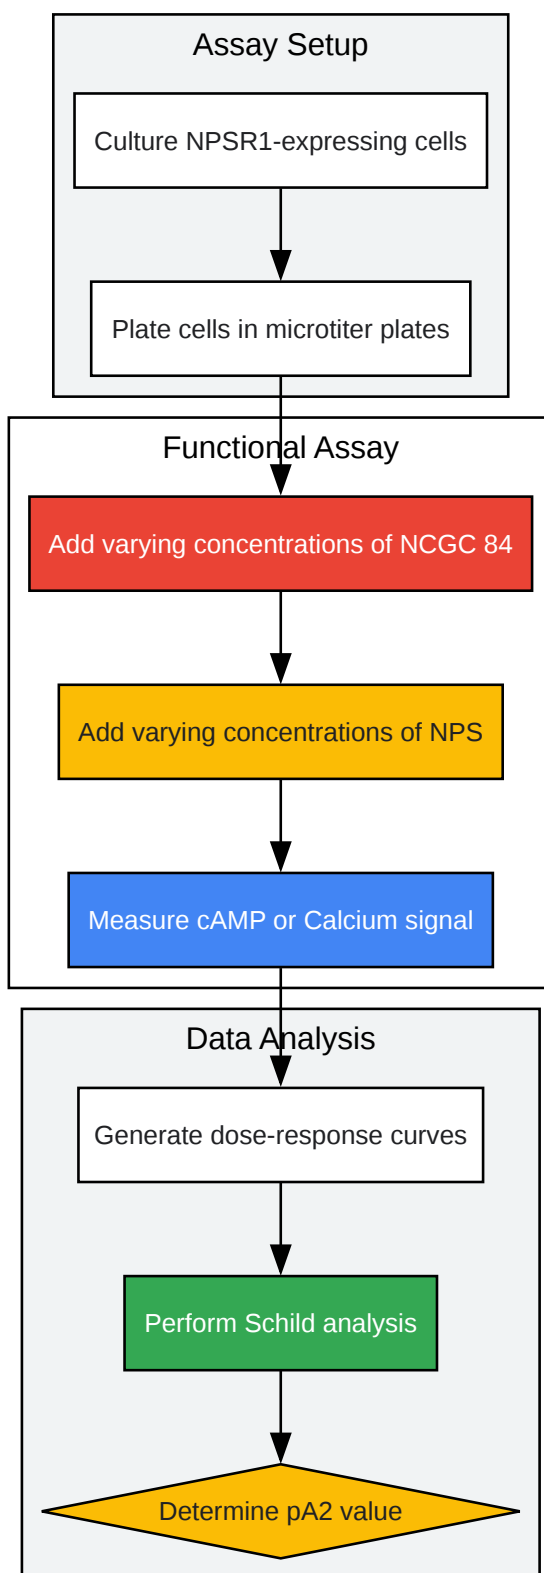 Assay Setup
Culture NPSR1-expressing cells
Plate cells in microtiter plates
Functional Assay
Add varying concentrations of NCGC 84
Add varying concentrations of NPS
Measure cAMP or Calcium signal
Data Analysis
Generate dose-response curves
Perform Schild analysis
Determine pA2 value